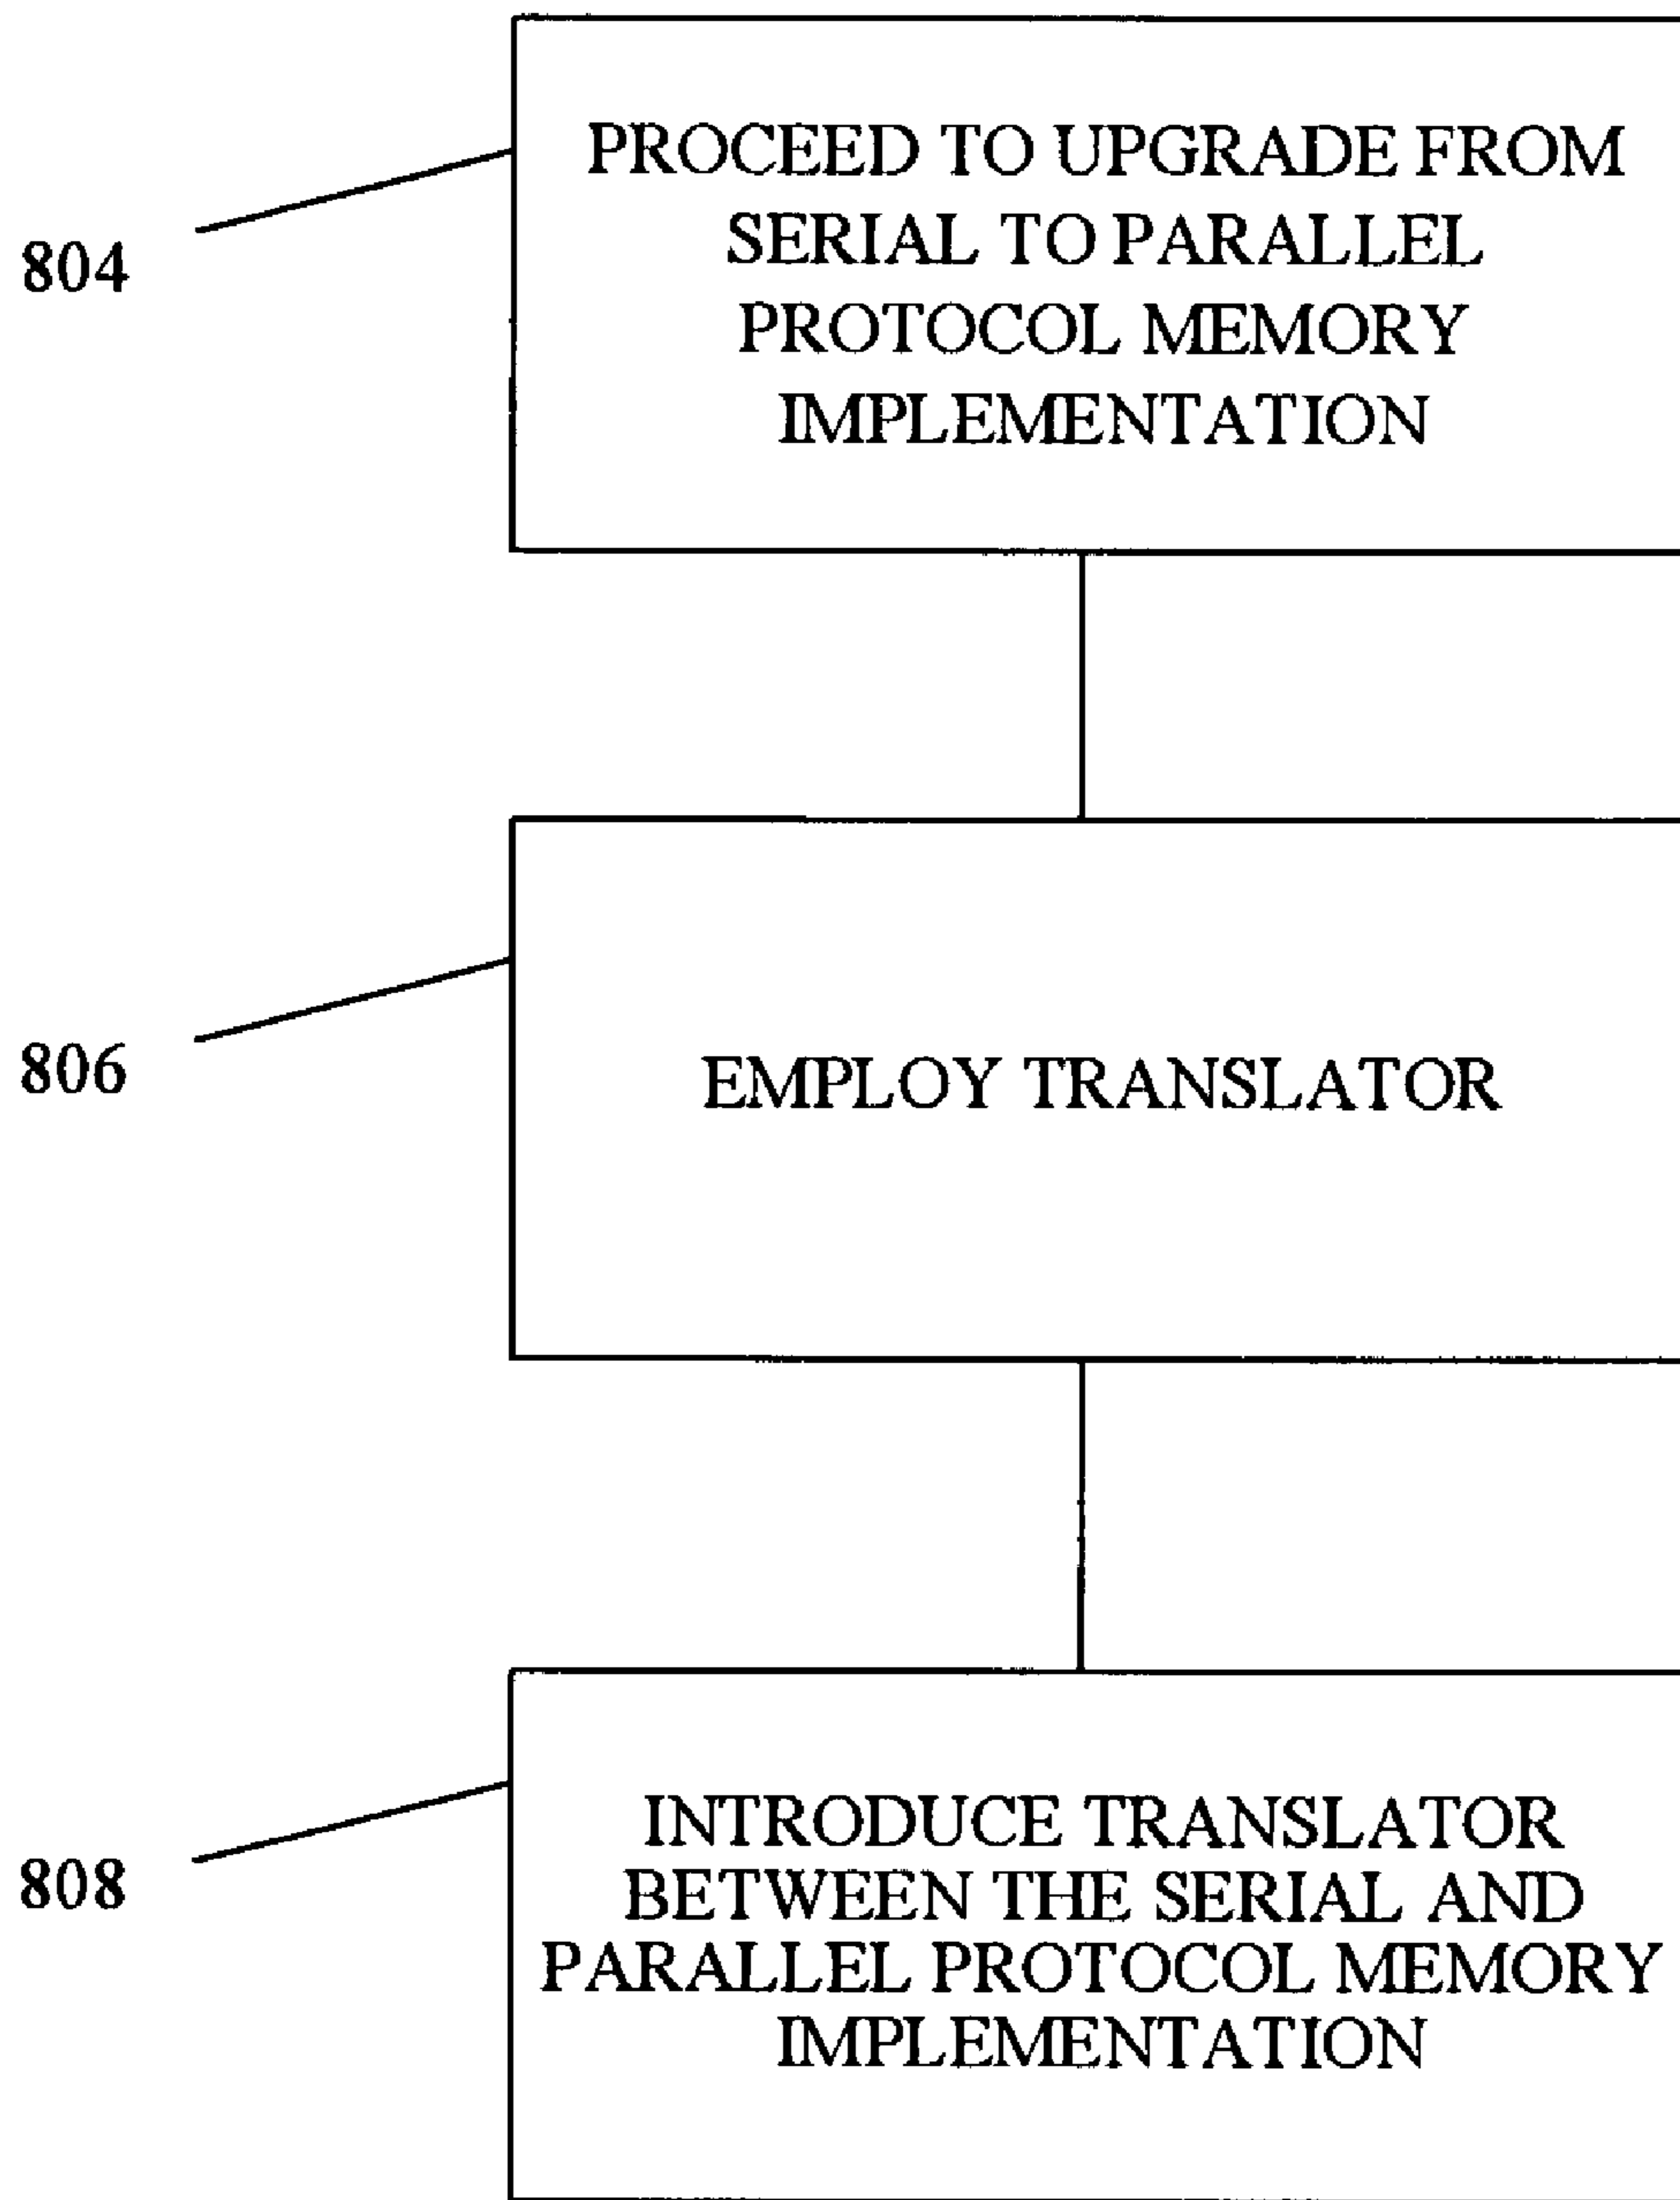 804
PROCEED TO UPGRADE FROM
SERIAL TO PARALLEL
PROTOCOL MEMORY
IMPLEMENTATION
806
EMPLOY TRANSLATOR
808
INTRODUCE TRANSLATOR
BETWEEN THE SERIAL AND
PARALLEL PROTOCOL MEMORY
IMPLEMENTATION